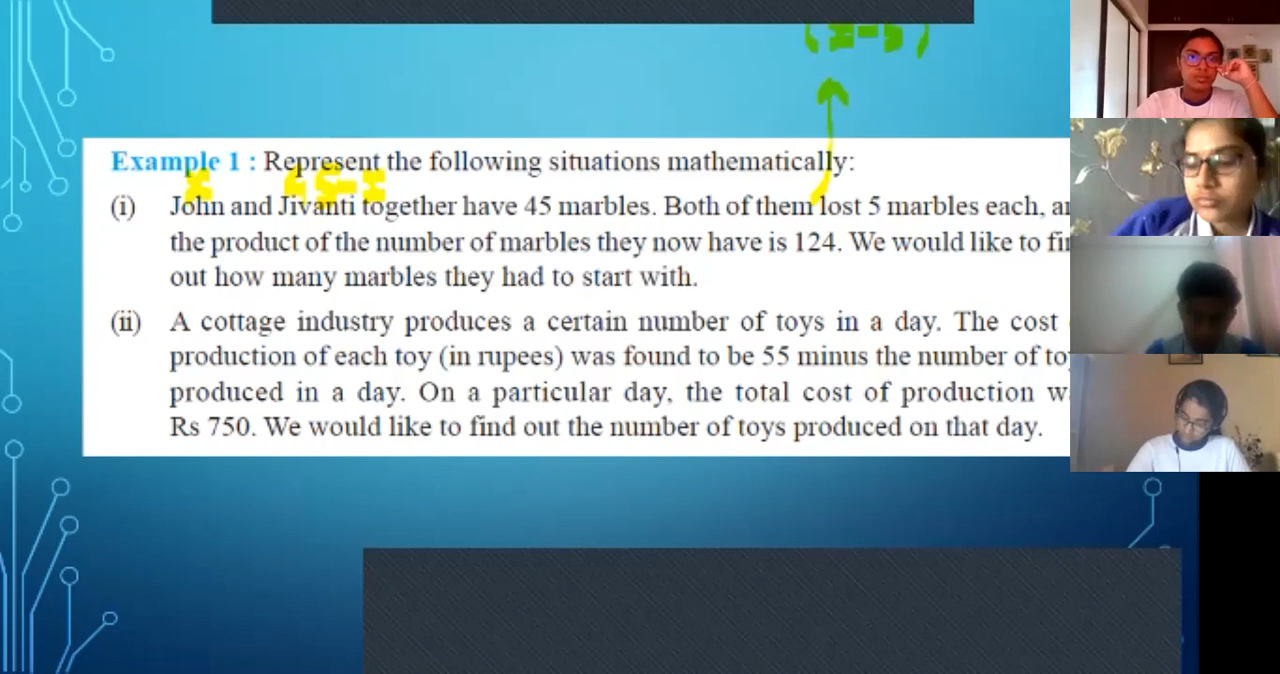 (x-5)
Example 1 : Represent the following situations mathematically:
x 45-x
(i) John and Jivanti together have 45 marbles. Both of them lost 5 marbles each,
the product of the number of marbles they now have is 124. We would like to
out how many marbles they had to start with.
(ii) A cottage industry produces a certain number of toys in a day. The cost
production of each toy (in rupees) was found to be 55 minus the number of
produced in a day. On a particular day, the total cost of production
Rs 750. We would like to find out the number of toys produced on that day.